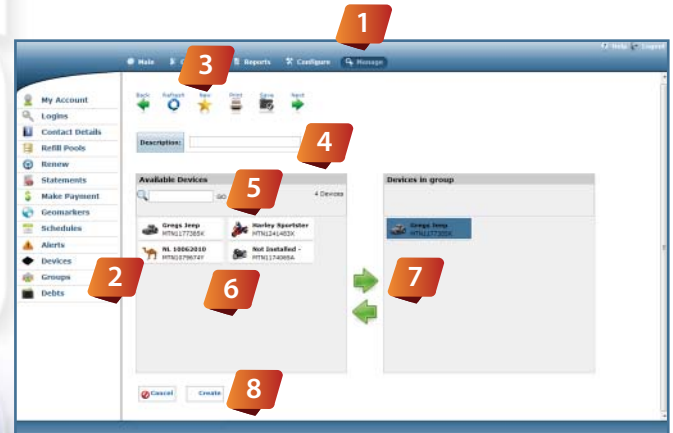 1
Help Logout
Main
3
Reports Configure Manage
Back Refresh New Print Save Next
My Account
Logins
Contact Details
Refill Pools
Renew
Statements
Make Payment
Geomarkers
Schedules
Alerts
Devices
Groups
Debts
2
Description:
4
Available Devices
GO
5
4 Devices
Gregs Jeep
MTN1177385X
Harley Sportster
MTN1241483X
NL 10062010
MTN1079674Y
Not Installed -
MTN1174065A
6
Devices in group
Gregs Jeep
MTN1177385X
7
Cancel Create
8